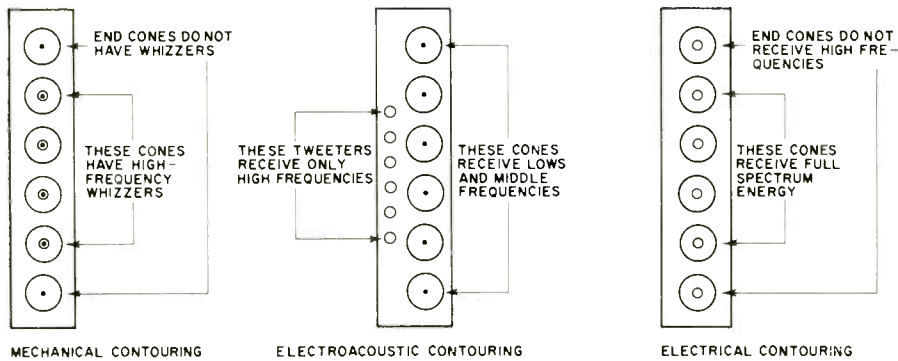 END CONES DO NOT
HAVE WHIZZERS
THESE CONES
HAVE HIGH-
FREQUENCY
WHIZZERS
MECHANICAL CONTOURING
THESE TWEETERS
RECEIVE ONLY
HIGH FREQUENCIES
THESE CONES
RECEIVE LOWS
AND MIDDLE
FREQUENCIES
ELECTROACOUSTIC CONTOURING
END CONES DO NOT
RECEIVE HIGH FRE-
QUENCIES
THESE CONES
RECEIVE FULL
SPECTRUM
ENERGY
ELECTRICAL CONTOURING